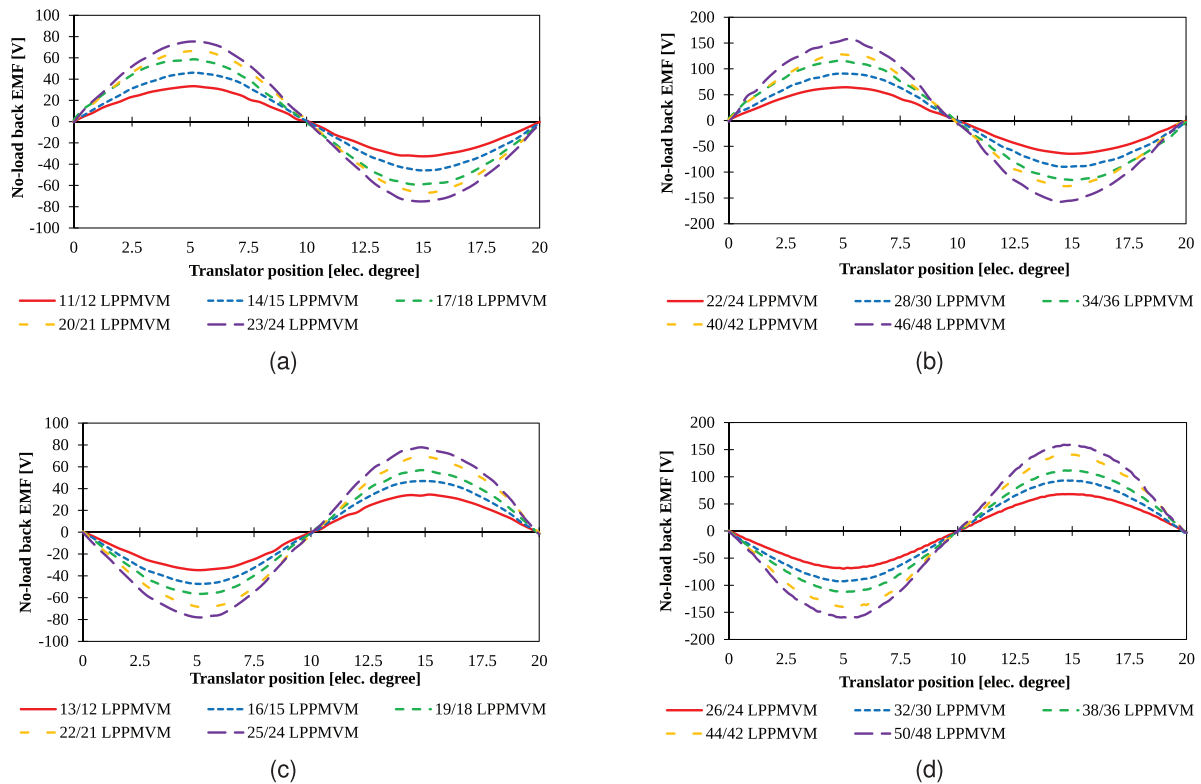 No-load back EMF [V]
100
80
60
40
20
0
-20
-40
-60
-80
-100
0 2.5 5 7.5 10 12.5 15 17.5 20
Translator position [elec. degree]
11/12 LPPMVM 14/15 LPPMVM 17/18 LPPMVM
20/21 LPPMVM 23/24 LPPMVM
(a)
No-load back EMF [V]
200
150
100
50
0
-50
-100
-150
-200
0 2.5 5 7.5 10 12.5 15 17.5 20
Translator position [elec. degree]
22/24 LPPMVM 28/30 LPPMVM 34/36 LPPMVM
40/42 LPPMVM 46/48 LPPMVM
(b)
No-load back EMF [V]
100
80
60
40
20
0
-20
-40
-60
-80
-100
0 2.5 5 7.5 10 12.5 15 17.5 20
Translator position [elec. degree]
13/12 LPPMVM 16/15 LPPMVM 19/18 LPPMVM
22/21 LPPMVM 25/24 LPPMVM
(c)
No-load back EMF [V]
200
150
100
50
0
-50
-100
-150
-200
0 2.5 5 7.5 10 12.5 15 17.5 20
Translator position [elec. degree]
26/24 LPPMVM 32/30 LPPMVM 38/36 LPPMVM
44/42 LPPMVM 50/48 LPPMVM
(d)